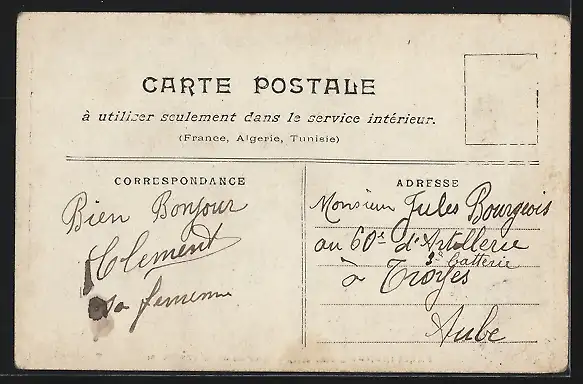 CARTE POSTALE
à utiliser seulement dans le service intérieur.
(France, Algerie, Tunisie)
CORRESPONDANCE
Bien Bonjour
Clement
sa
ADRESSE
Monsieur Jules Bourgeois
au 60e d'Artillerie
3e Batterie
à Troyes
Aube